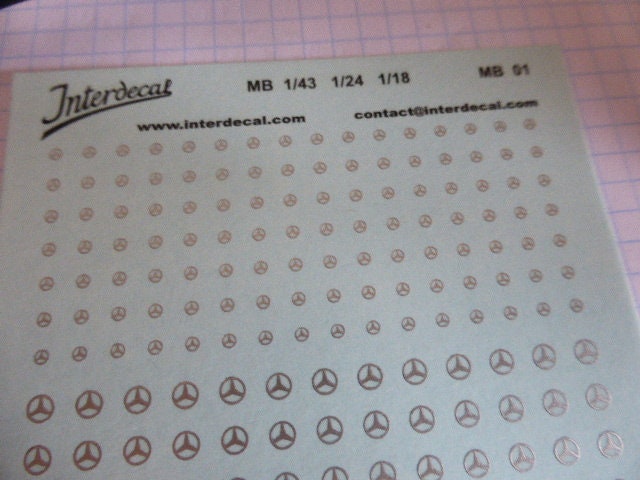 Interdecal MB 1/43 1/24 1/18 MB 01
www.interdecal.com contact@interdecal.com